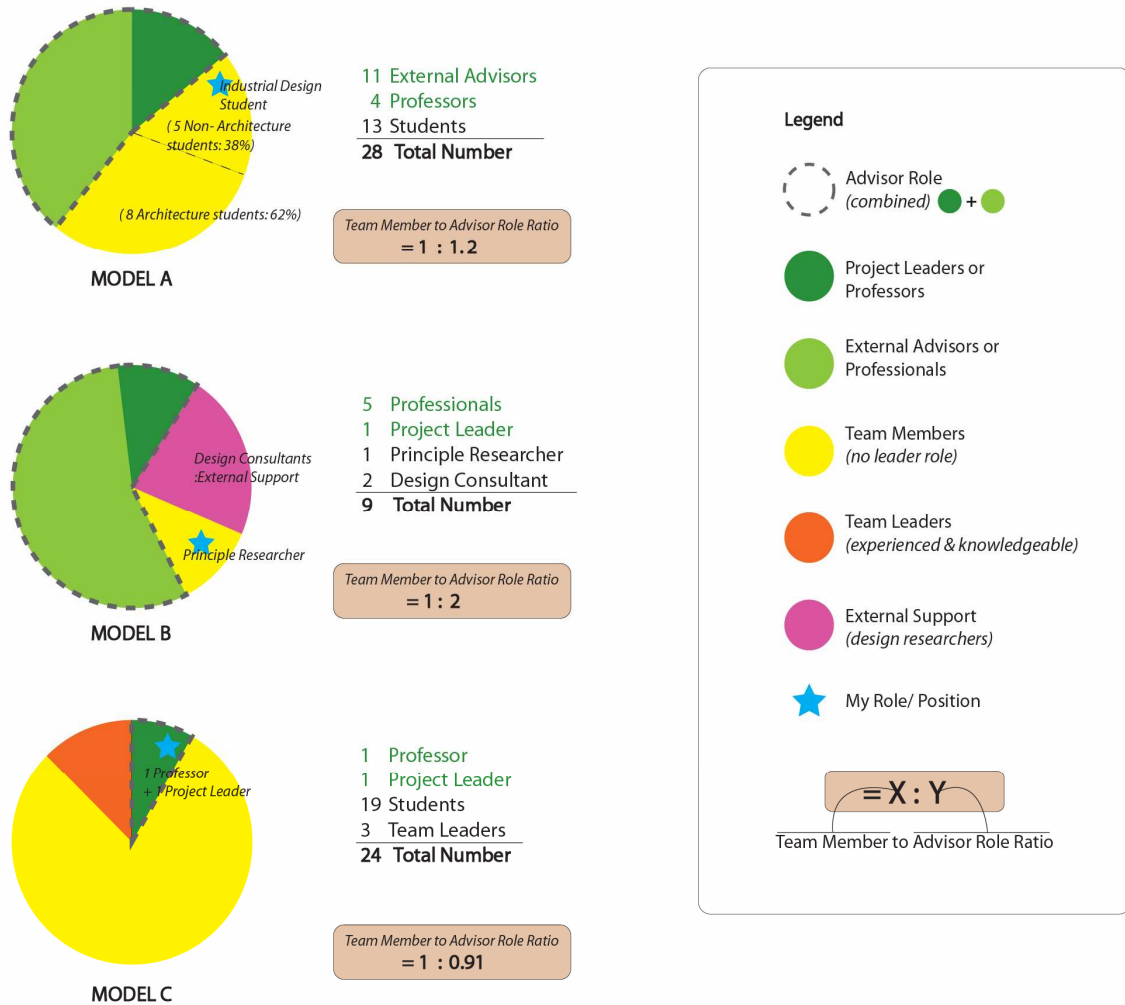 Industrial Design
Student
( 5 Non- Architecture
students: 38%)
( 8 Architecture students: 62%)
MODEL A
11 External Advisors
4 Professors
13 Students
28 Total Number
Team Member to Advisor Role Ratio
= 1 : 1.2
Design Consultants
:External Support
Principle Researcher
MODEL B
5 Professionals
1 Project Leader
1 Principle Researcher
2 Design Consultant
9 Total Number
Team Member to Advisor Role Ratio
= 1 : 2
1 Professor
+ 1 Project Leader
MODEL C
1 Professor
1 Project Leader
19 Students
3 Team Leaders
24 Total Number
Team Member to Advisor Role Ratio
= 1 : 0.91
Legend
Advisor Role
(combined) +
Project Leaders or
Professors
External Advisors or
Professionals
Team Members
(no leader role)
Team Leaders
(experienced & knowledgeable)
External Support
(design researchers)
My Role/ Position
= X : Y
Team Member to Advisor Role Ratio